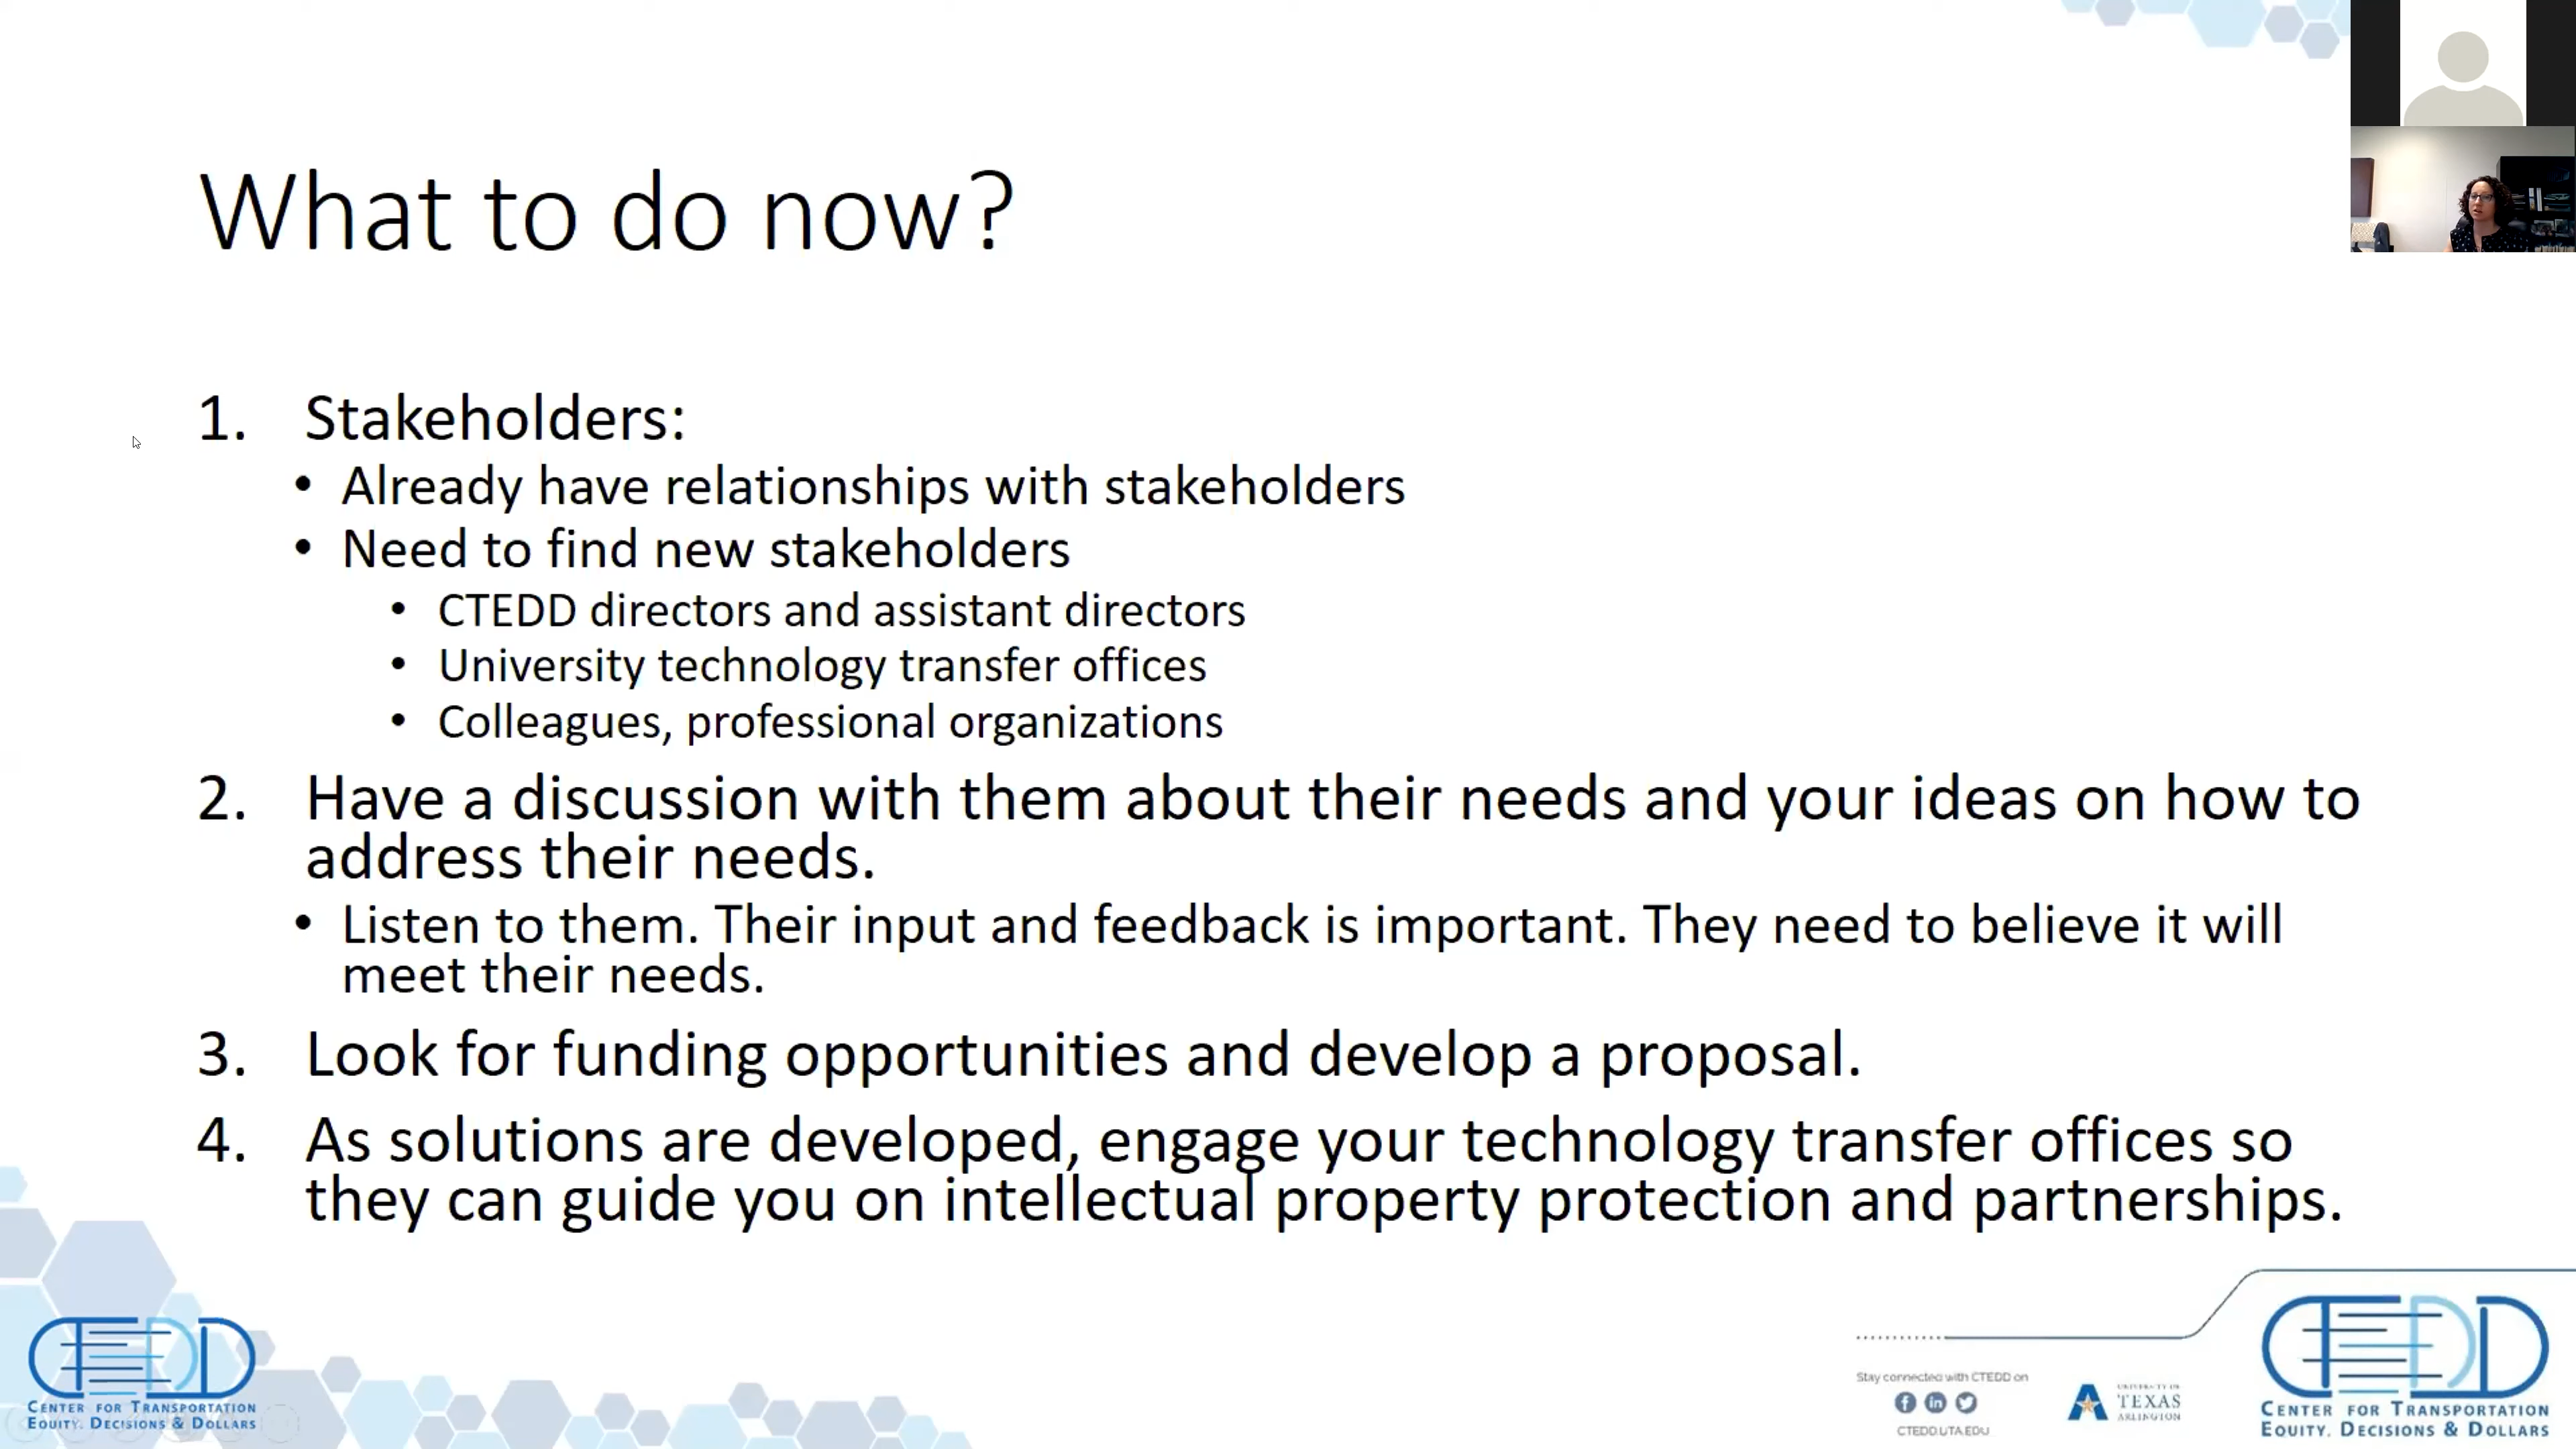 What to do now?
1. Stakeholders:
• Already have relationships with stakeholders
• Need to find new stakeholders
• CTEDD directors and assistant directors
• University technology transfer offices
• Colleagues, professional organizations
2. Have a discussion with them about their needs and your ideas on how to
address their needs.
• Listen to them. Their input and feedback is important. They need to believe it will
meet their needs.
3. Look for funding opportunities and develop a proposal.
4. As solutions are developed, engage your technology transfer offices so
they can guide you on intellectual property protection and partnerships.
CTEDD
CENTER FOR TRANSPORTATION
EQUITY, DECISIONS & DOLLARS
Stay connected with CTEDD on
f in
CTEDD.UTA.EDU
A
UNIVERSITY OF
TEXAS
ARLINGTON
CTEDD
CENTER FOR TRANSPORTATION
EQUITY, DECISIONS & DOLLARS